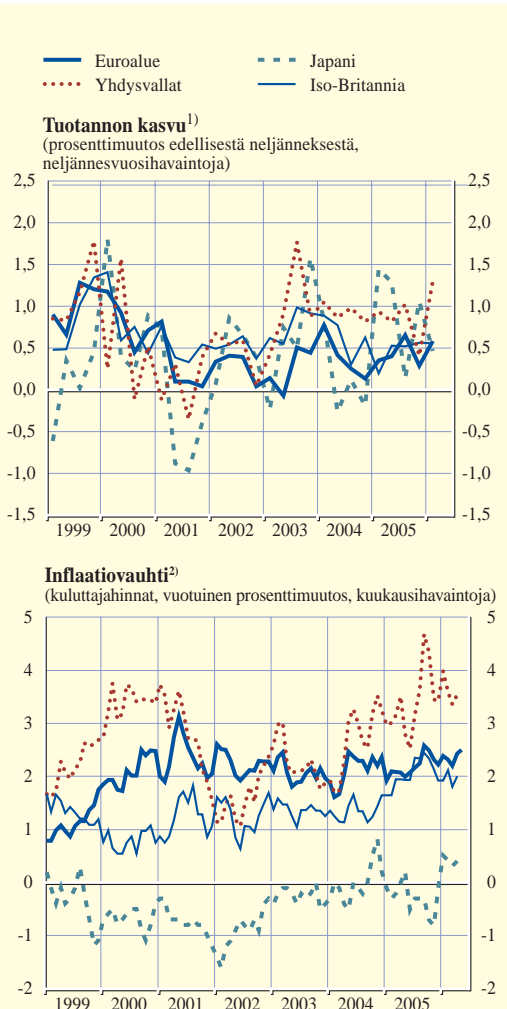 Euroalue Japani
Yhdysvallat Iso-Britannia
Tuotannon kasvu1)
(prosenttimuutos edellisestä neljänneksestä,
neljännesvuosihavaintoja)
2,5 2,5
2,0 2,0
1,5 1,5
1,0 1,0
0,5 0,5
0,0 0,0
-0,5 -0,5
-1,0 -1,0
-1,5 -1,5
1999 2000 2001 2002 2003 2004 2005
Inflaatiovauhti2)
(kuluttajahinnat, vuotuinen prosenttimuutos, kuukausihavaintoja)
5 5
4 4
3 3
2 2
1 1
0 0
-1 -1
-2 -2
1999 2000 2001 2002 2003 2004 2005